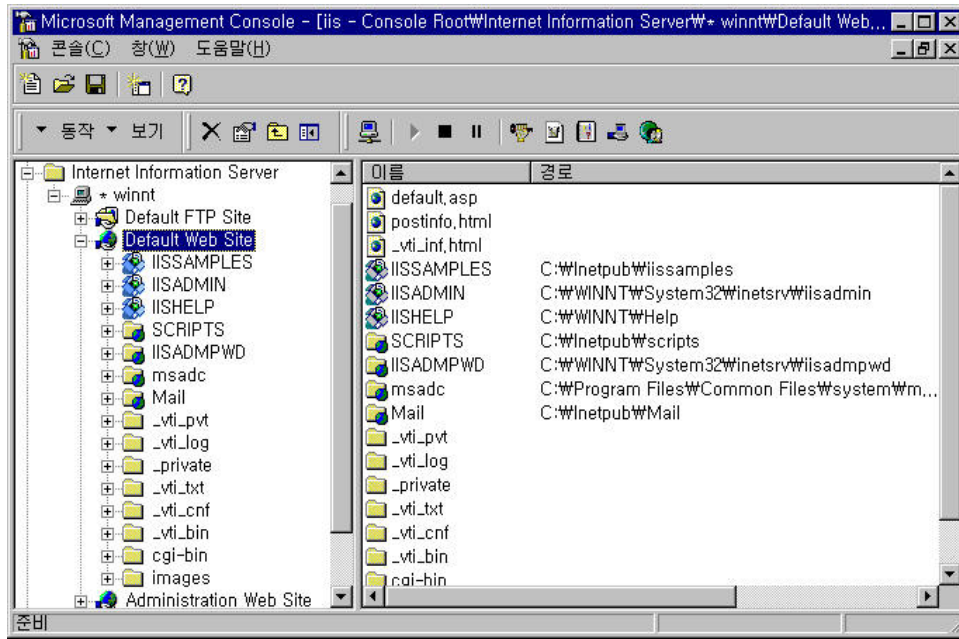 Microsoft Management Console - [iis - Console Root₩Internet Information Server₩* winnt₩Default Web...
콘솔(C) 창(W) 도움말(H)
동작 보기
Internet Information Server
* winnt
Default FTP Site
Default Web Site
IISSAMPLES
IISADMIN
IISHELP
SCRIPTS
IISADMPWD
msadc
Mail
_vti_pvt
_vti_log
_private
_vti_txt
_vti_cnf
_vti_bin
cgi-bin
images
Administration Web Site
이름 경로
default.asp
postinfo.html
_vti_inf.html
IISSAMPLES C:₩Inetpub₩iissamples
IISADMIN C:₩WINNT₩System32₩inetsrv₩iisadmin
IISHELP C:₩WINNT₩Help
SCRIPTS C:₩Inetpub₩scripts
IISADMPWD C:₩WINNT₩System32₩inetsrv₩iisadmpwd
msadc C:₩Program Files₩Common Files₩system₩m...
Mail C:₩Inetpub₩Mail
_vti_pvt
_vti_log
_private
_vti_txt
_vti_cnf
_vti_bin
cgi-bin
준비